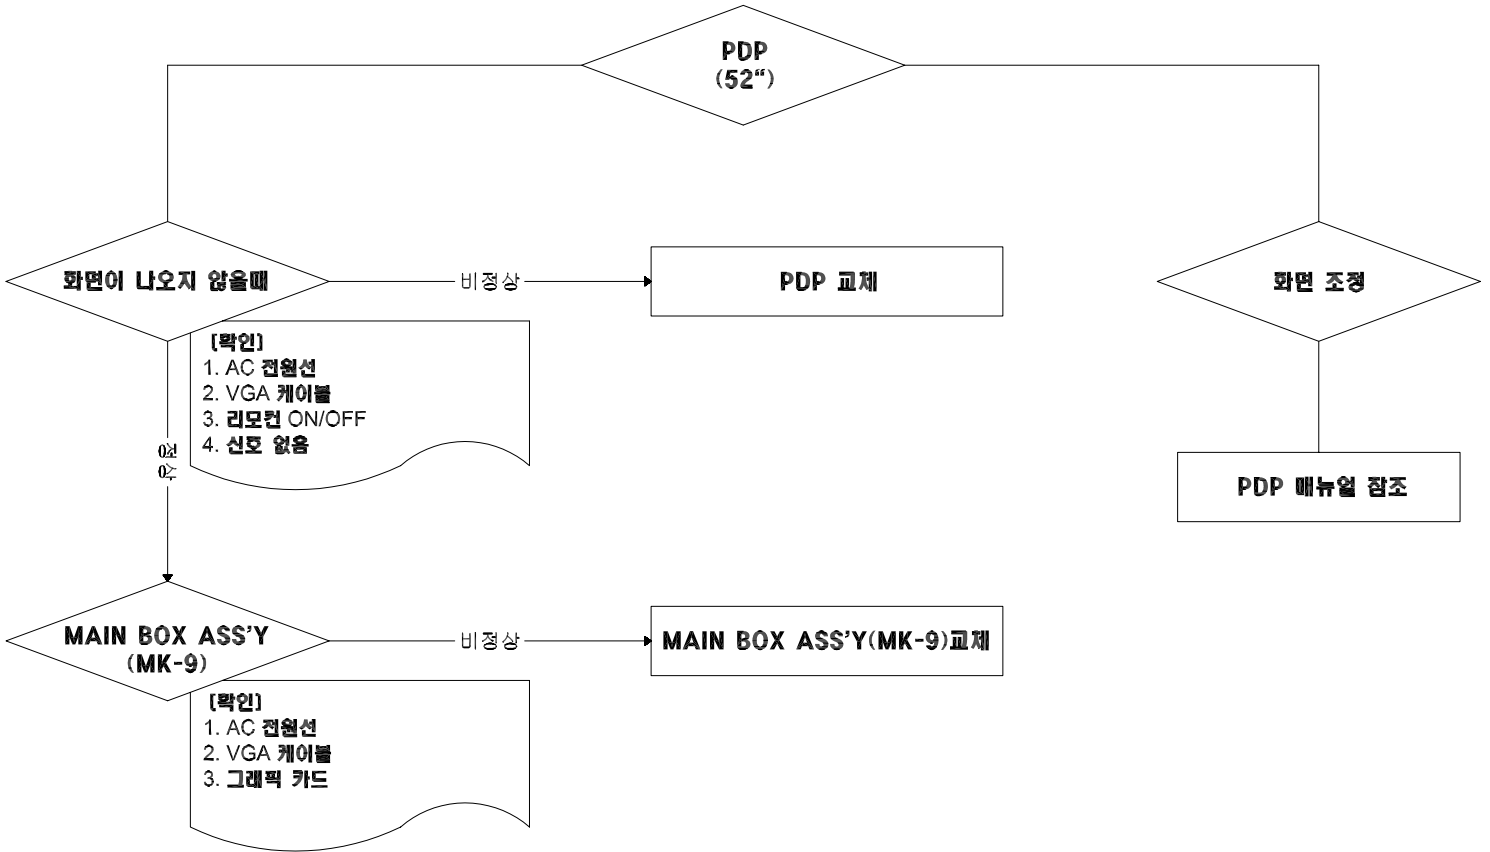 PDP
(52“)
화면이 나오지 않을때
비정상
PDP 교체
화면 조정
[확인]
1. AC 전원선
2. VGA 케이블
3. 리모컨 ON/OFF
4. 신호 없음
정상
PDP 매뉴얼 참조
MAIN BOX ASS'Y
(MK-9)
비정상
MAIN BOX ASS'Y(MK-9)교체
[확인]
1. AC 전원선
2. VGA 케이블
3. 그래픽 카드